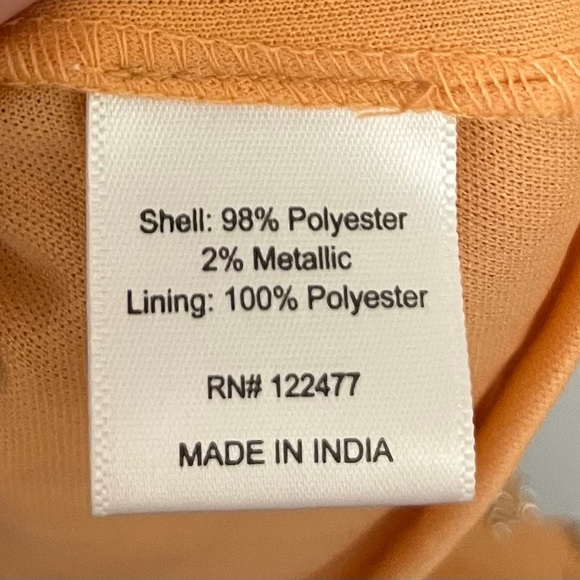 Shell: 98% Polyester
2% Metallic
Lining: 100% Polyester
RN# 122477
MADE IN INDIA